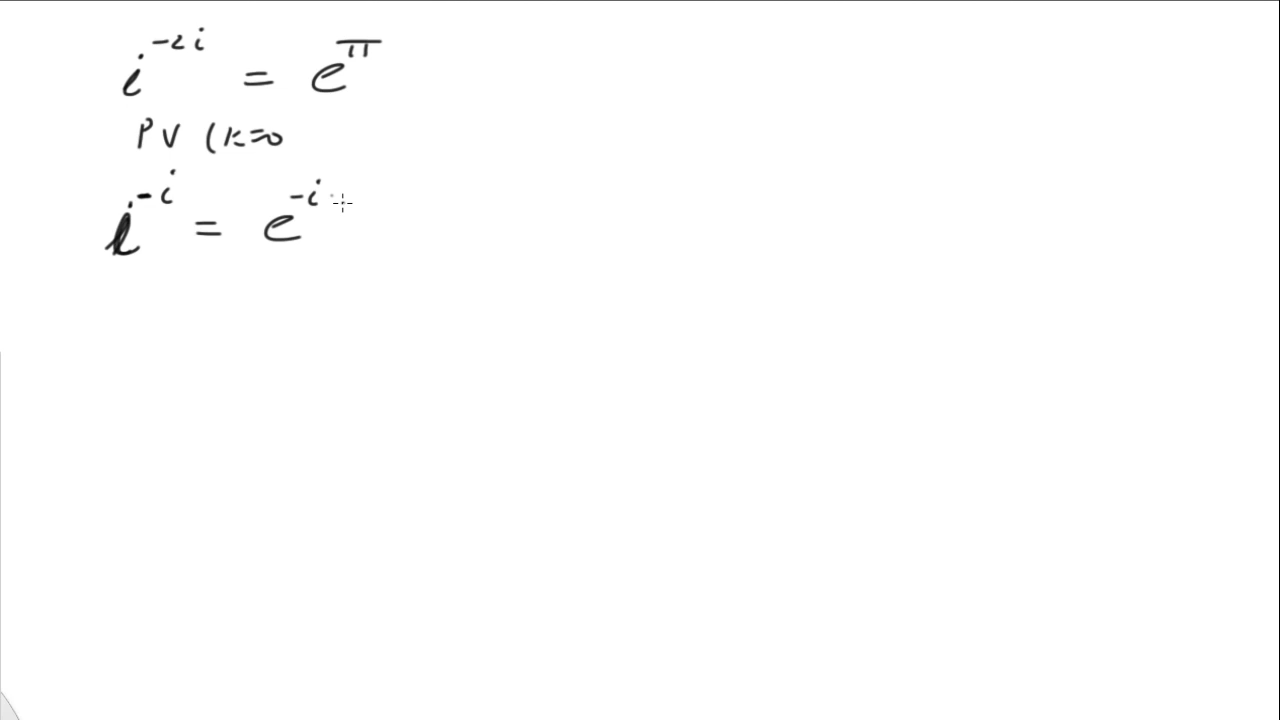 i^{-2i} = e^π
PV (k=0
i^{-i} = e^{-i